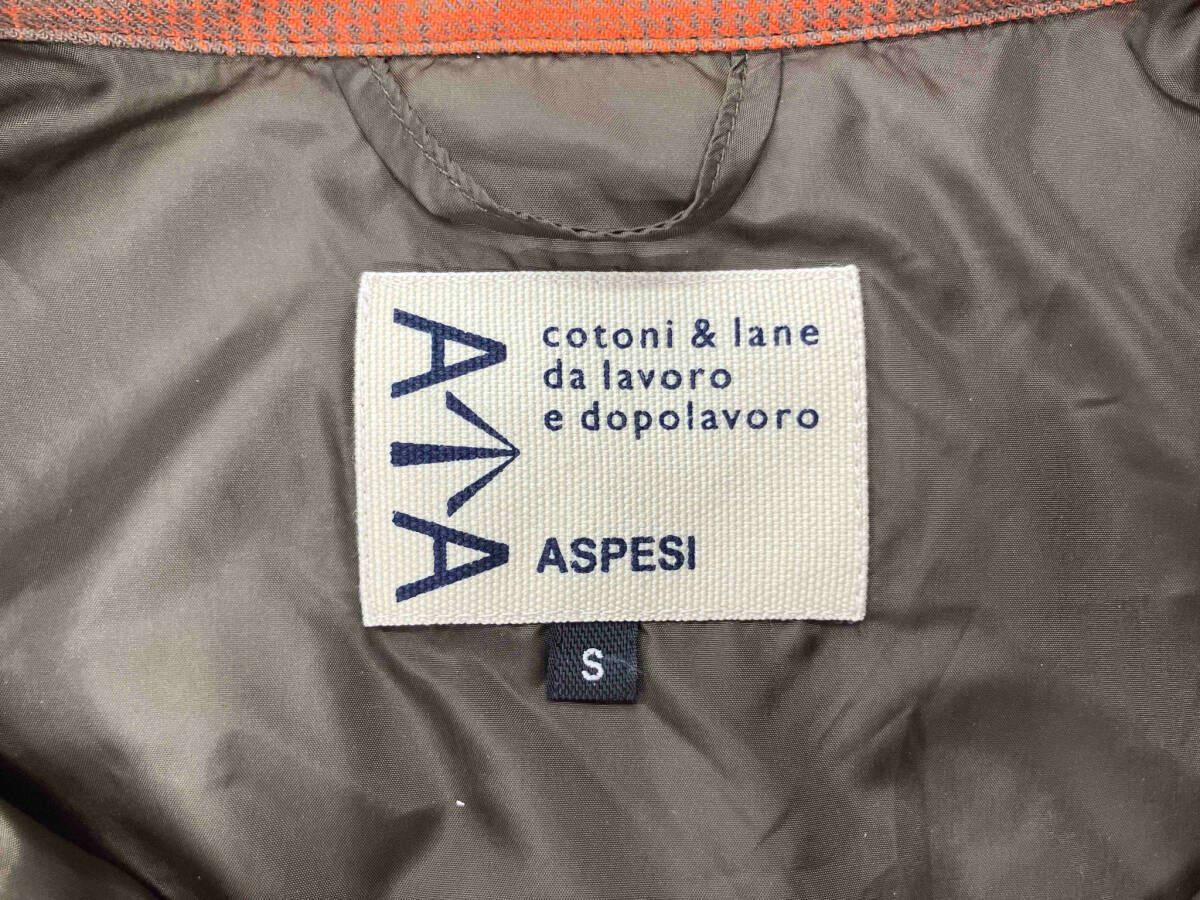 cotoni & lane
da lavoro
e dopolavoro
ASPESI
S